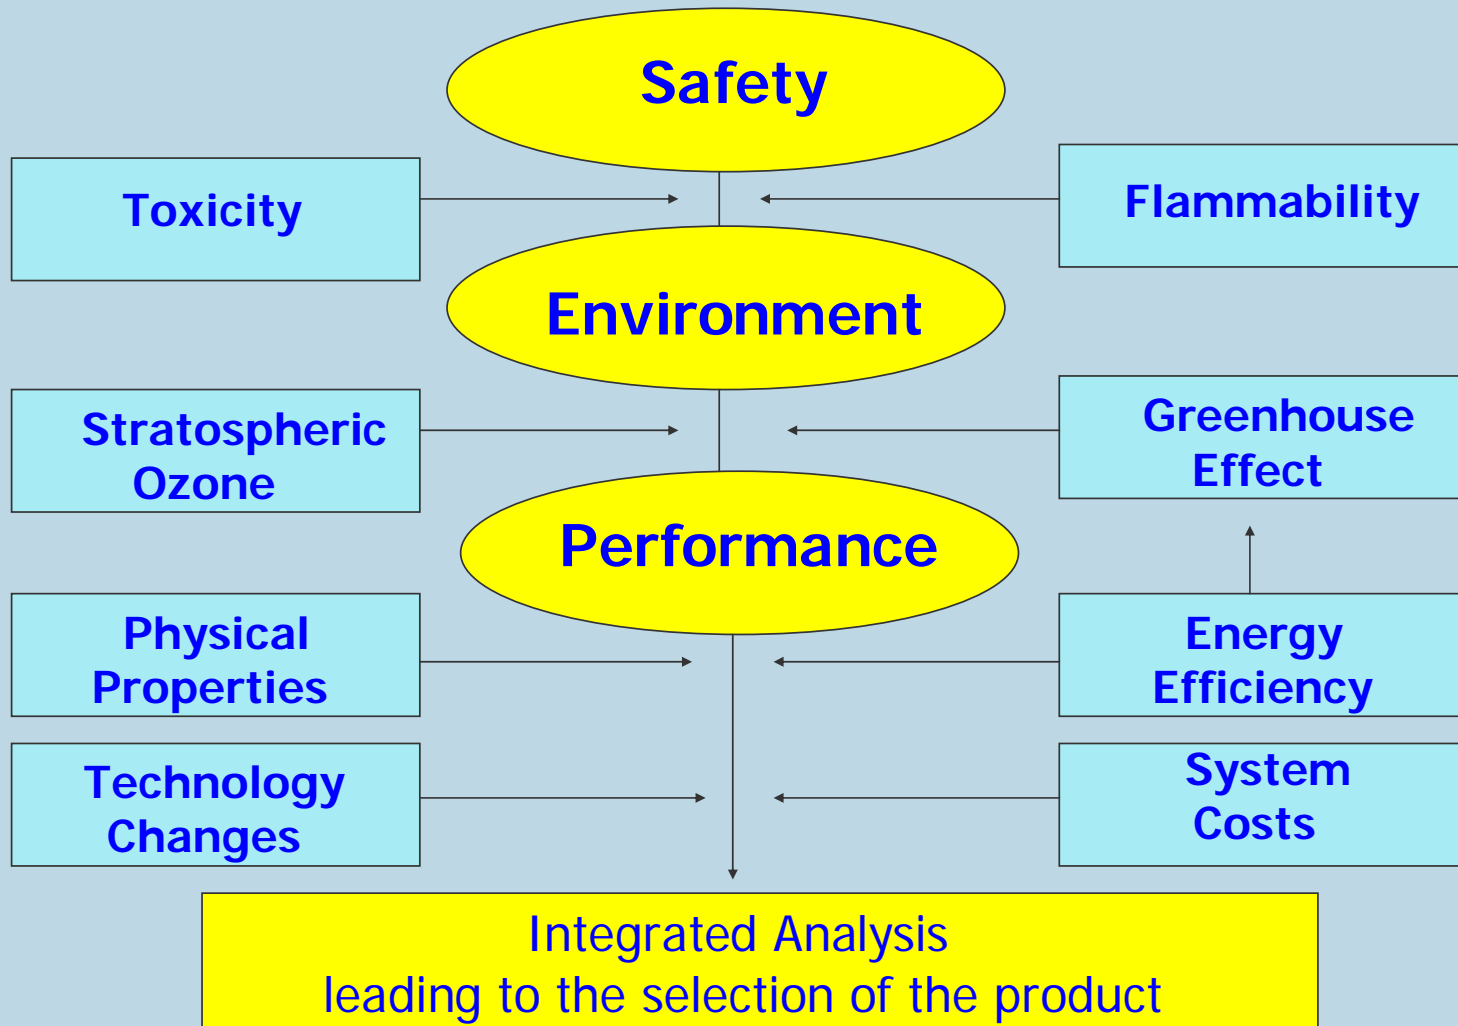 Safety
Toxicity
Flammability
Environment
Stratospheric
Ozone
Greenhouse
Effect
Performance
Physical
Properties
Energy
Efficiency
Technology
Changes
System
Costs
Integrated Analysis
leading to the selection of the product